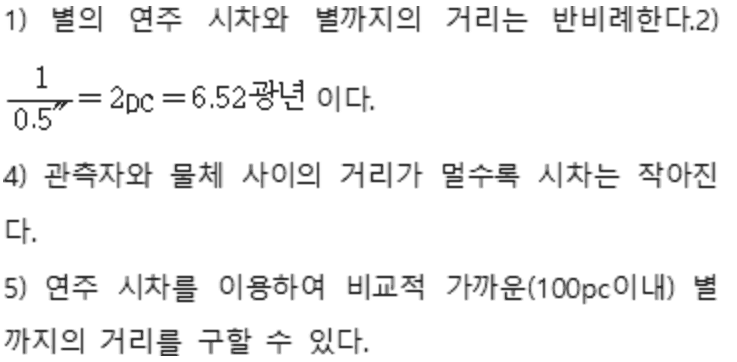 1) 별의 연주 시차와 별까지의 거리는 반비례한다.2)
1/0.5″ = 2pc = 6.52광년 이다.
4) 관측자와 물체 사이의 거리가 멀수록 시차는 작아진
다.
5) 연주 시차를 이용하여 비교적 가까운(100pc이내) 별
까지의 거리를 구할 수 있다.